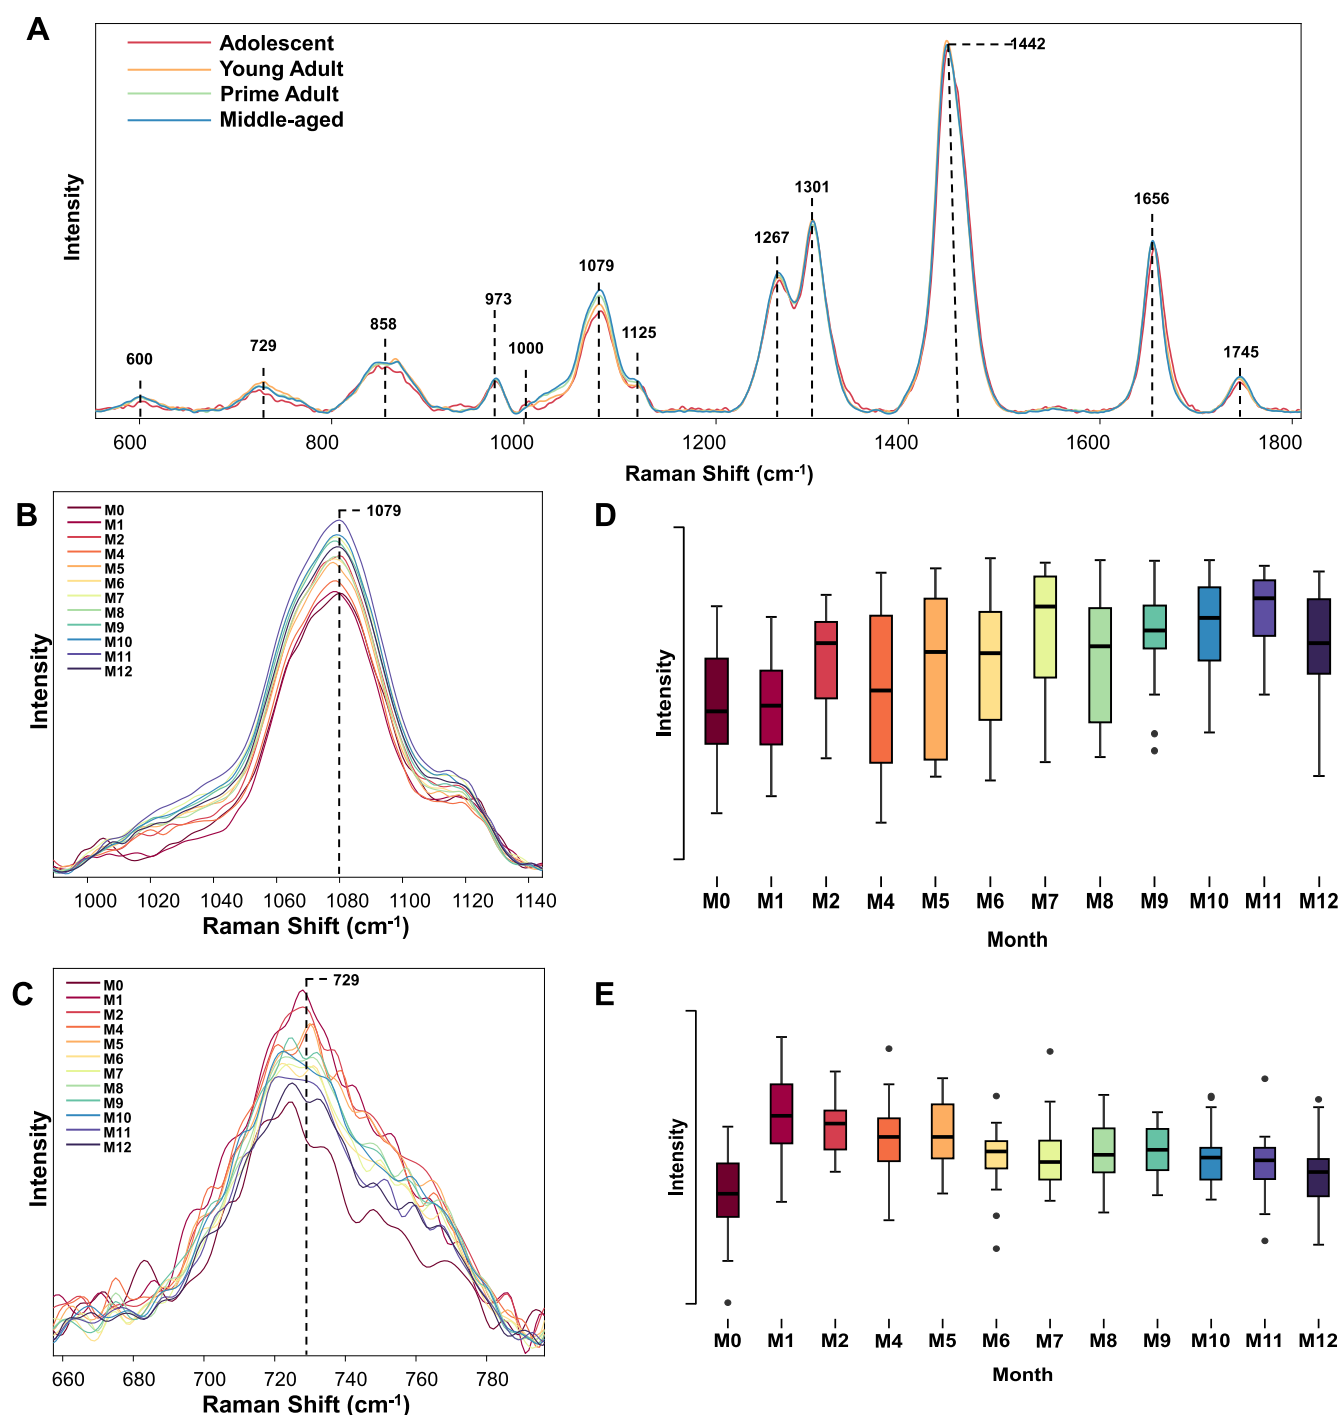 A
Adolescent
Young Adult
Prime Adult
Middle-aged
1442
1301
1656
1267
1079
973
858
1000
1125
729
600
1745
Intensity
600 800 1000 1200 1400 1600 1800
Raman Shift (cm-1)
B
M0
M1
M2
M4
M5
M6
M7
M8
M9
M10
M11
M12
1079
Intensity
1000 1020 1040 1060 1080 1100 1120 1140
Raman Shift (cm-1)
D
Intensity
M0 M1 M2 M4 M5 M6 M7 M8 M9 M10 M11 M12
Month
C
M0
M1
M2
M4
M5
M6
M7
M8
M9
M10
M11
M12
729
Intensity
660 680 700 720 740 760 780
Raman Shift (cm-1)
E
Intensity
M0 M1 M2 M4 M5 M6 M7 M8 M9 M10 M11 M12
Month